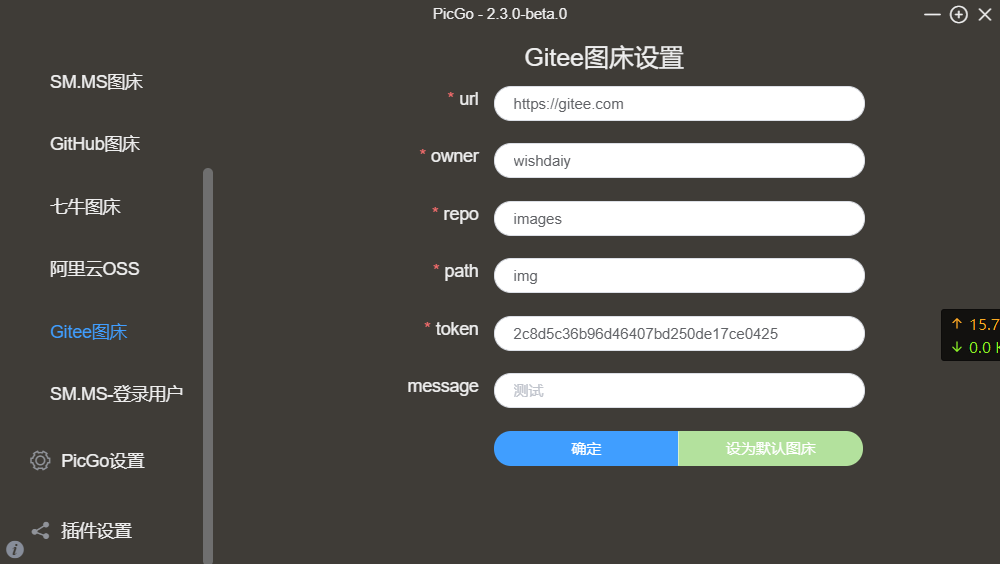 PicGo - 2.3.0-beta.0
SM.MS图床
GitHub图床
七牛图床
阿里云OSS
Gitee图床
SM.MS-登录用户
PicGo设置
插件设置
Gitee图床设置
* url
https://gitee.com
* owner
wishdaiy
* repo
images
* path
img
* token
2c8d5c36b96d46407bd250de17ce0425
message
测试
确定
设为默认图床
↑ 15.7
↓ 0.0